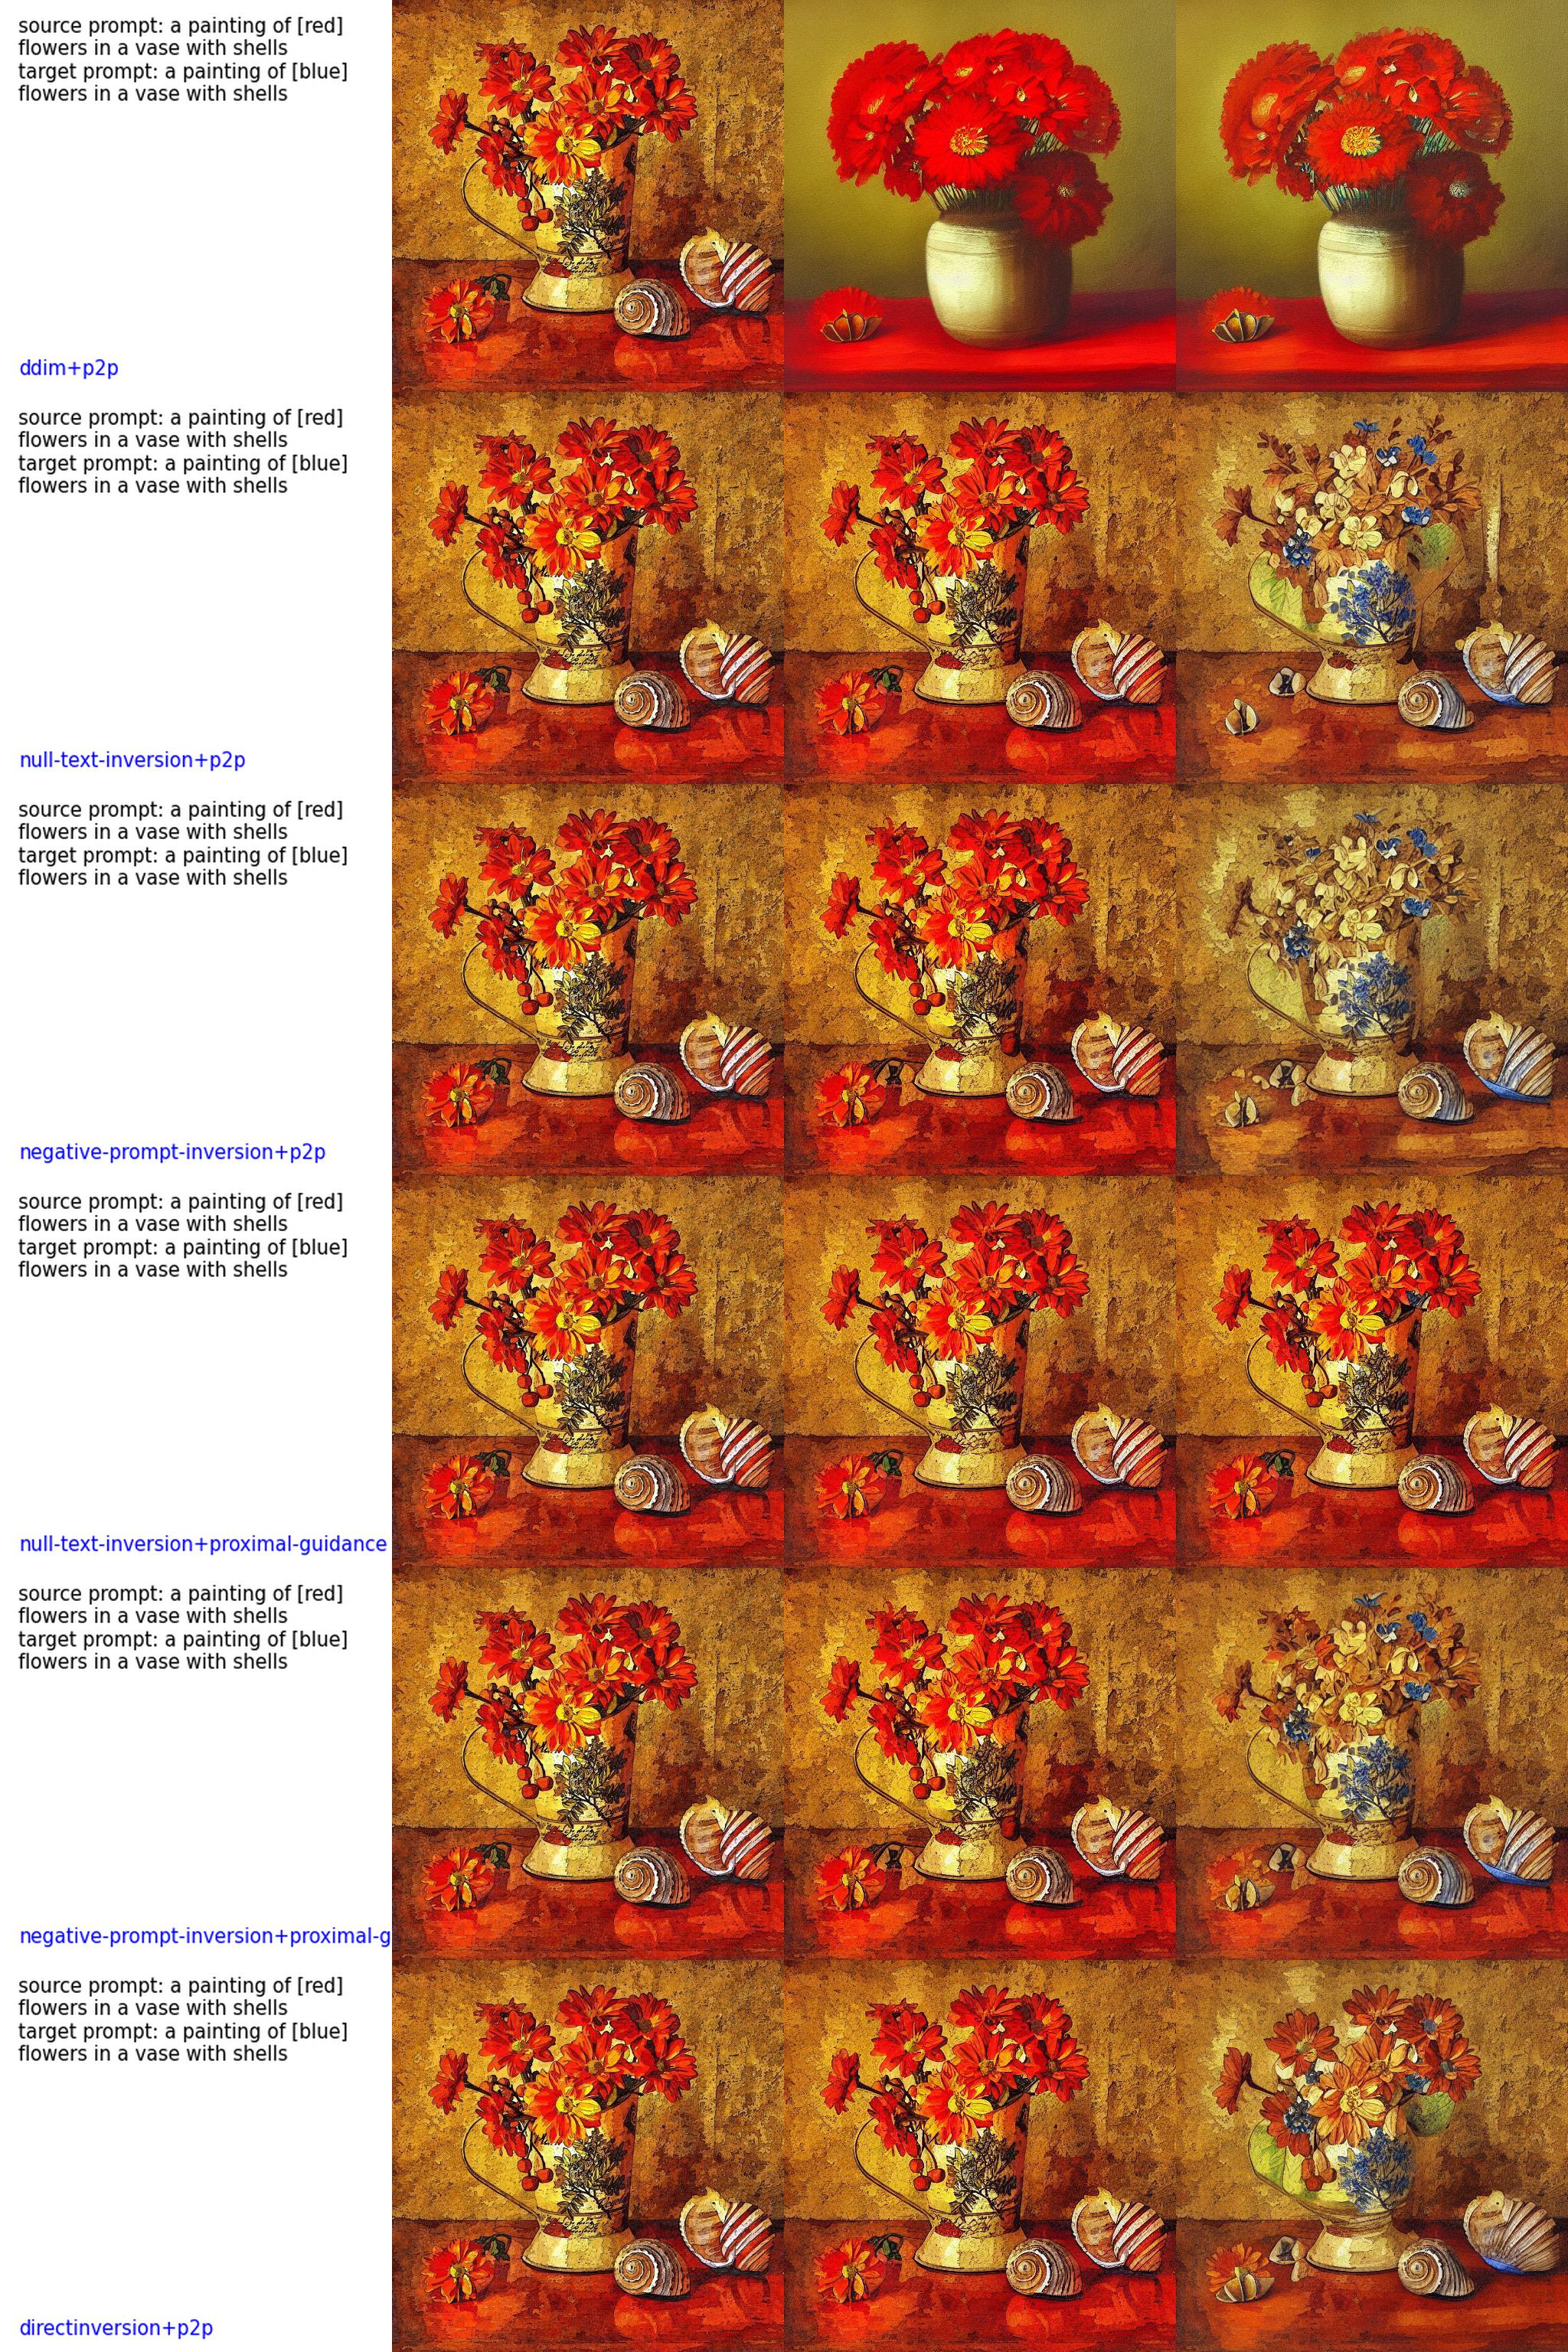 source prompt: a painting of [red]
flowers in a vase with shells
target prompt: a painting of [blue]
flowers in a vase with shells
ddim+p2p
source prompt: a painting of [red]
flowers in a vase with shells
target prompt: a painting of [blue]
flowers in a vase with shells
null-text-inversion+p2p
source prompt: a painting of [red]
flowers in a vase with shells
target prompt: a painting of [blue]
flowers in a vase with shells
negative-prompt-inversion+p2p
source prompt: a painting of [red]
flowers in a vase with shells
target prompt: a painting of [blue]
flowers in a vase with shells
null-text-inversion+proximal-guidance
source prompt: a painting of [red]
flowers in a vase with shells
target prompt: a painting of [blue]
flowers in a vase with shells
negative-prompt-inversion+proximal-g
source prompt: a painting of [red]
flowers in a vase with shells
target prompt: a painting of [blue]
flowers in a vase with shells
directinversion+p2p